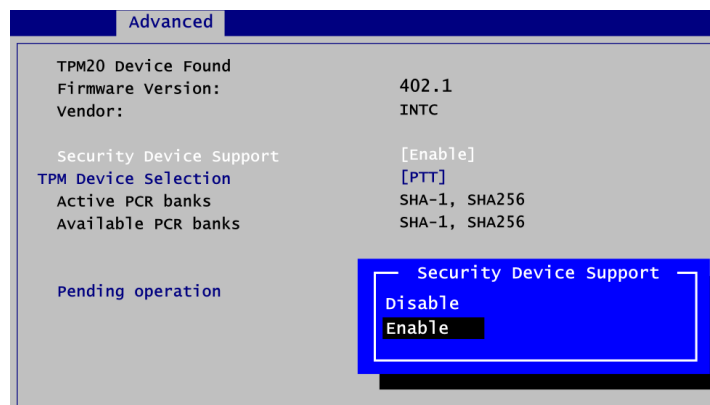 Advanced
TPM20 Device Found
Firmware Version: 402.1
Vendor: INTC
Security Device Support [Enable]
TPM Device Selection [PTT]
Active PCR banks SHA-1, SHA256
Available PCR banks SHA-1, SHA256
Pending operation
Security Device Support
Disable
Enable